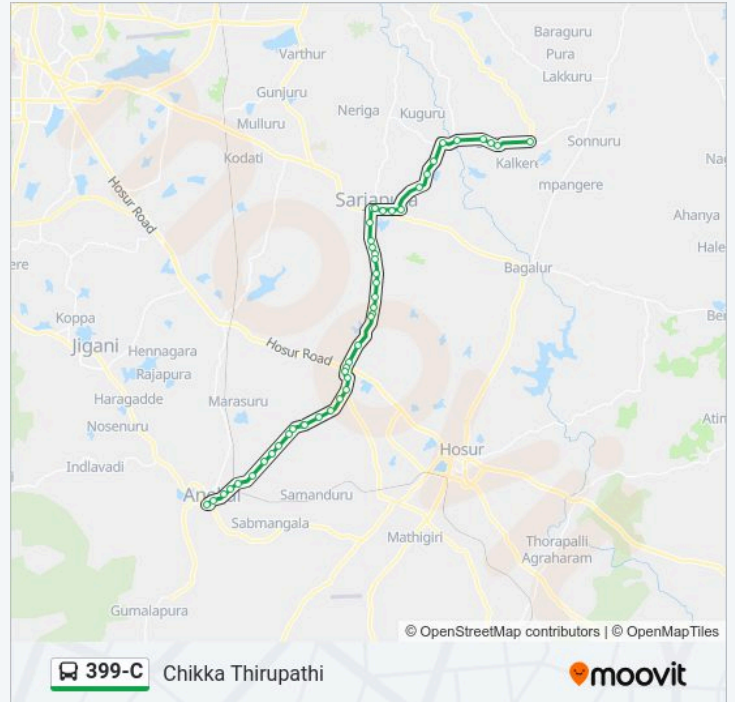 Baraguru
Varthur
Pura
Lakkuru
Gunjuru
Neriga
Kuguru
Mulluru
Sonnuru
Kodati
Kalkere
mpangere
Hosur Road
Ahanya
Hale
Bagalur
ere
Koppa
Be
Jigani
Hennagara
Hosur Road
Rajapura
Haragadde
Marasuru
Nosenuru
Atin
Hosur
Indlavadi
Samanduru
Sabmangala
Mathigiri
Thorapalli
Agraharam
Gumalapura
© OpenStreetMap contributors | © OpenMapTiles
399-C Chikka Thirupathi
moovit